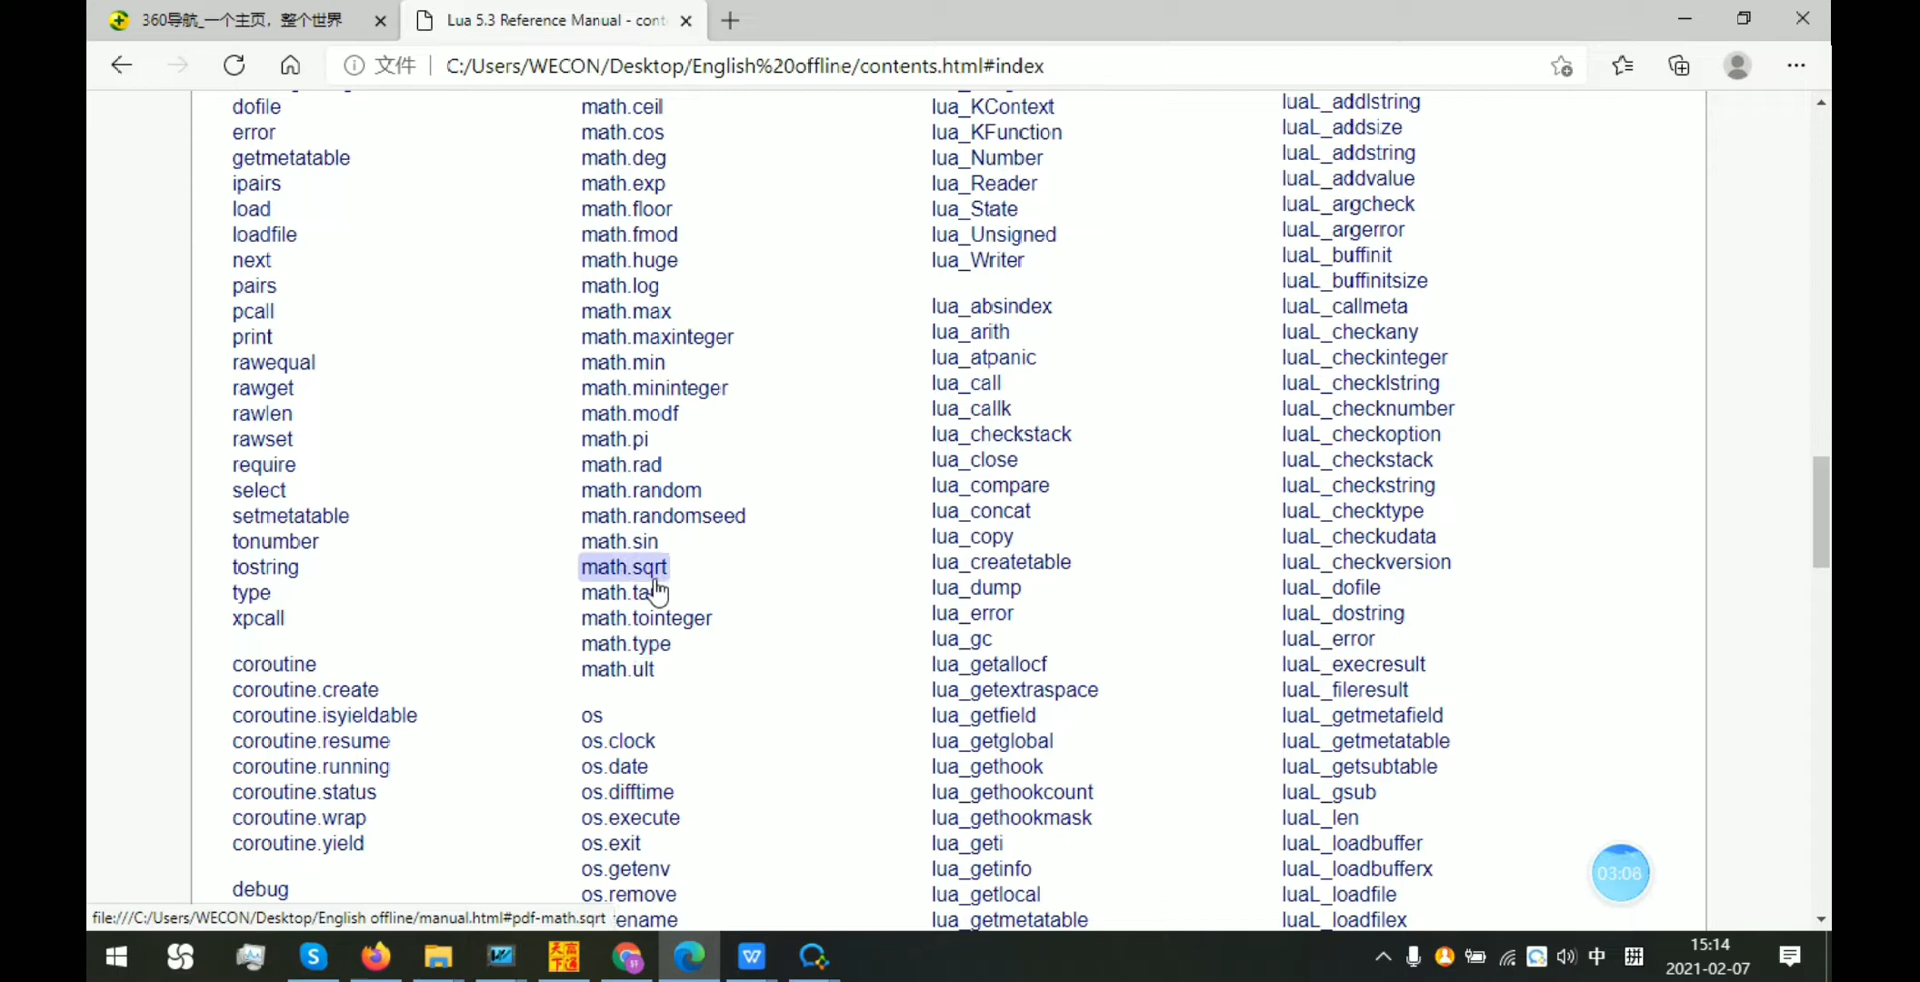 360导航_一个主页，整个世界
Lua 5.3 Reference Manual - cont
文件
C:/Users/WECON/Desktop/English%20offline/contents.html#index
dofile
error
getmetatable
ipairs
load
loadfile
next
pairs
pcall
print
rawequal
rawget
rawlen
rawset
require
select
setmetatable
tonumber
tostring
type
xpcall
coroutine
coroutine.create
coroutine.isyieldable
coroutine.resume
coroutine.running
coroutine.status
coroutine.wrap
coroutine.yield
debug
math.ceil
math.cos
math.deg
math.exp
math.floor
math.fmod
math.huge
math.log
math.max
math.maxinteger
math.min
math.mininteger
math.modf
math.pi
math.rad
math.random
math.randomseed
math.sin
math.sqrt
math.ta
math.tointeger
math.type
math.ult
os
os.clock
os.date
os.difftime
os.execute
os.exit
os.getenv
os.remove
rename
lua_KContext
lua_KFunction
lua_Number
lua_Reader
lua_State
lua_Unsigned
lua_Writer
lua_absindex
lua_arith
lua_atpanic
lua_call
lua_callk
lua_checkstack
lua_close
lua_compare
lua_concat
lua_copy
lua_createtable
lua_dump
lua_error
lua_gc
lua_getallocf
lua_getextraspace
lua_getfield
lua_getglobal
lua_gethook
lua_gethookcount
lua_gethookmask
lua_geti
lua_getinfo
lua_getlocal
lua_getmetatable
luaL_addlstring
luaL_addsize
luaL_addstring
luaL_addvalue
luaL_argcheck
luaL_argerror
luaL_buffinit
luaL_buffinitsize
luaL_callmeta
luaL_checkany
luaL_checkinteger
luaL_checklstring
luaL_checknumber
luaL_checkoption
luaL_checkstack
luaL_checkstring
luaL_checktype
luaL_checkudata
luaL_checkversion
luaL_dofile
luaL_dostring
luaL_error
luaL_execresult
luaL_fileresult
luaL_getmetafield
luaL_getmetatable
luaL_getsubtable
luaL_gsub
luaL_len
luaL_loadbuffer
luaL_loadbufferx
luaL_loadfile
luaL_loadfilex
03:08
file:///C:/Users/WECON/Desktop/English offline/manual.html#pdf-math.sqrt
中
拼
15:14
2021-02-07